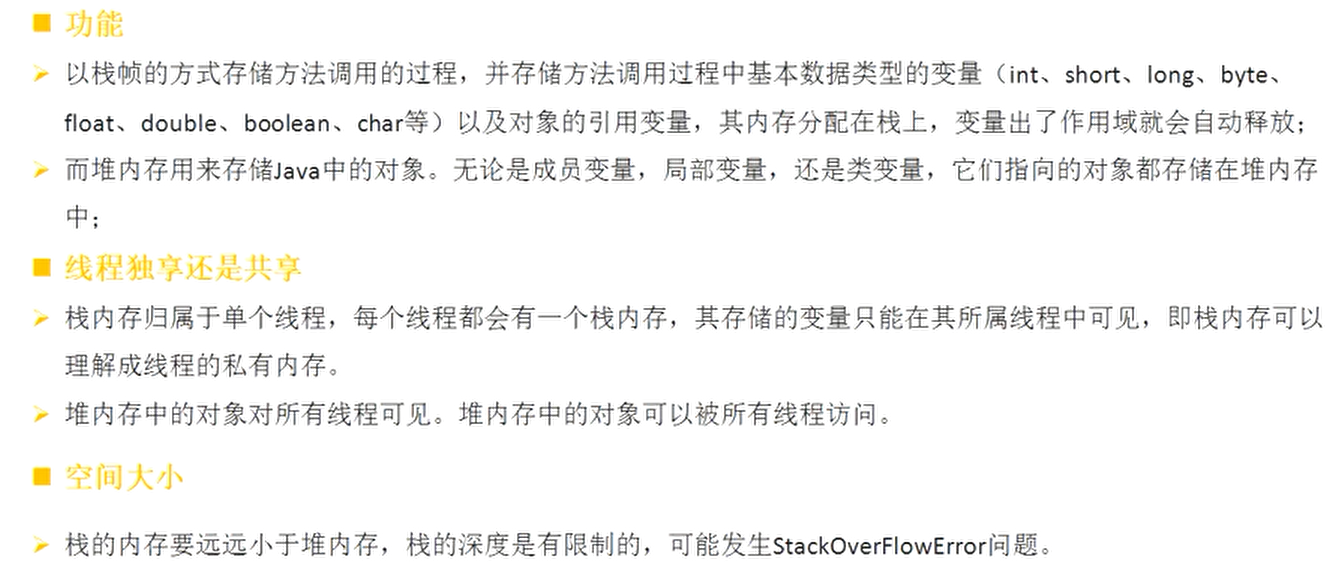 功能
以栈帧的方式存储方法调用的过程，并存储方法调用过程中基本数据类型的变量（int、short、long、byte、
float、double、boolean、char等）以及对象的引用变量，其内存分配在栈上，变量出了作用域就会自动释放；
而堆内存用来存储Java中的对象。无论是成员变量，局部变量，还是类变量，它们指向的对象都存储在堆内存
中；
线程独享还是共享
栈内存归属于单个线程，每个线程都会有一个栈内存，其存储的变量只能在其所属线程中可见，即栈内存可以
理解成线程的私有内存。
堆内存中的对象对所有线程可见。堆内存中的对象可以被所有线程访问。
空间大小
栈的内存要远远小于堆内存，栈的深度是有限制的，可能发生StackOverFlowError问题。